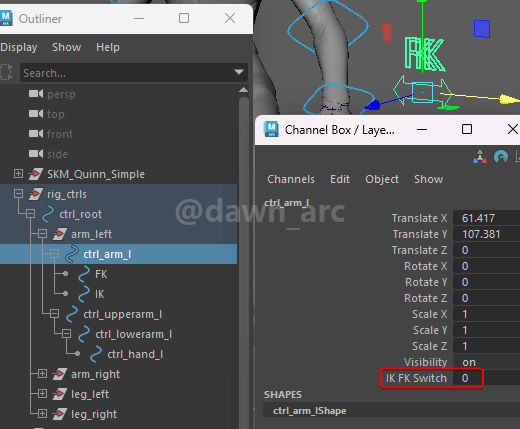 Outliner
Display Show Help
Search...
persp
top
front
side
SKM_Quinn_Simple
rig_ctrls
ctrl_root
arm_left
ctrl_arm_l
FK
IK
ctrl_upperarm_l
ctrl_lowerarm_l
ctrl_hand_l
arm_right
leg_left
leg_right
@dawn_arc
Channel Box / Laye...
Channels Edit Object Show
ctrl_arm_l
Translate X 61.417
Translate Y 107.381
Translate Z 0
Rotate X 0
Rotate Y 0
Rotate Z 0
Scale X 1
Scale Y 1
Scale Z 1
Visibility on
IK FK Switch 0
SHAPES
ctrl_arm_lShape